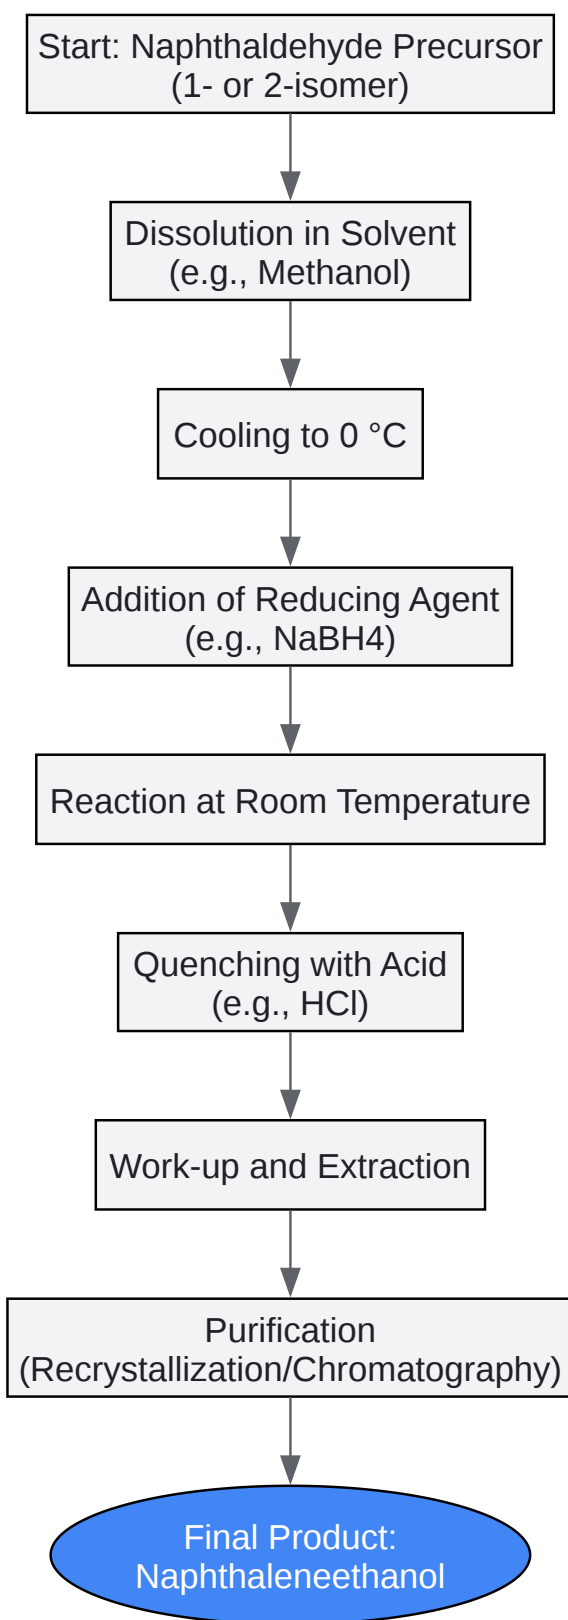 Start: Naphthaldehyde Precursor
(1- or 2-isomer)
Dissolution in Solvent
(e.g., Methanol)
Cooling to 0 °C
Addition of Reducing Agent
(e.g., NaBH4)
Reaction at Room Temperature
Quenching with Acid
(e.g., HCl)
Work-up and Extraction
Purification
(Recrystallization/Chromatography)
Final Product:
Naphthaleneethanol